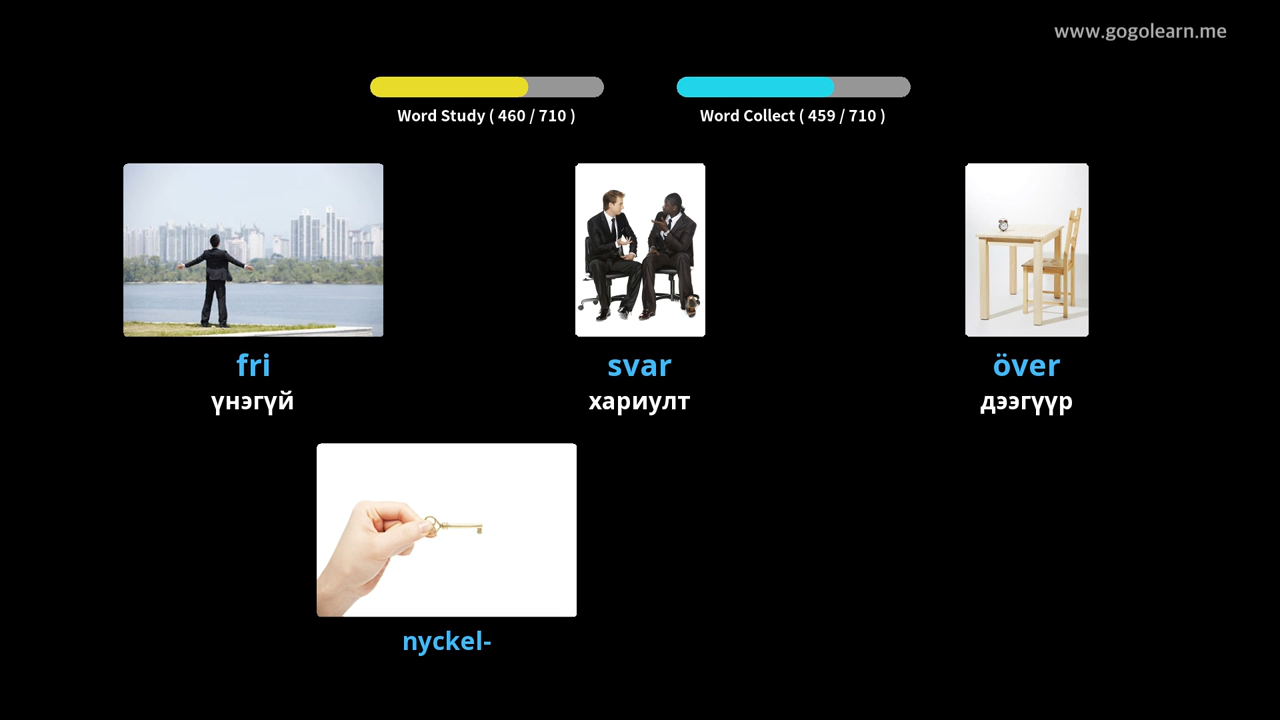 www.gogolearn.me
Word Study ( 460 / 710 )
Word Collect ( 459 / 710 )
fri
үнэгүй
svar
хариулт
över
дээгүүр
nyckel-